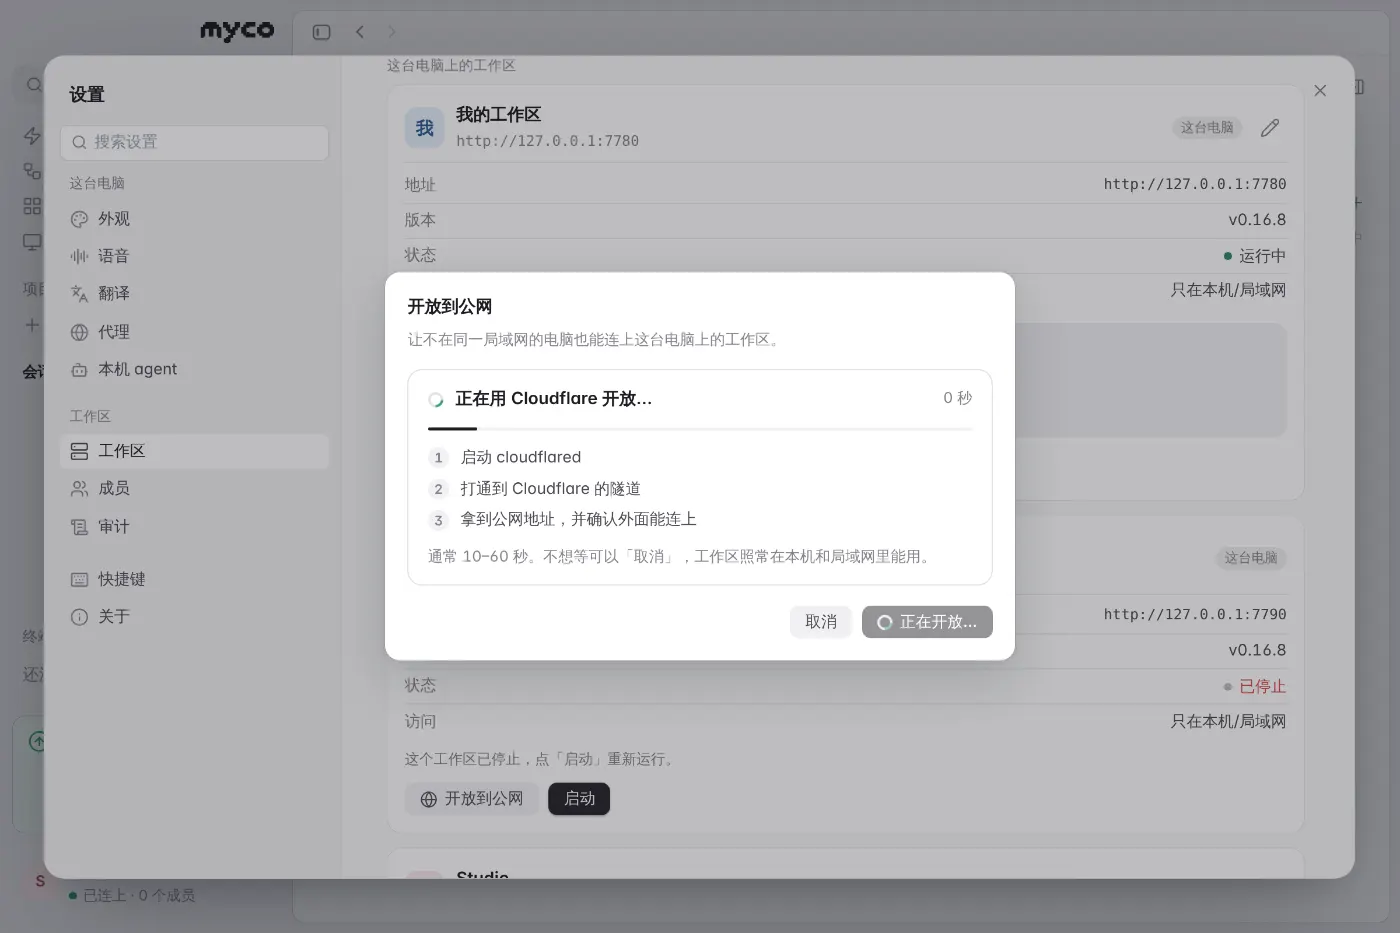 myco
设置
搜索设置
这台电脑
外观
语音
翻译
代理
本机 agent
工作区
工作区
成员
审计
快捷键
关于
已连上 · 0 个成员
S
这台电脑上的工作区
我
我的工作区
http://127.0.0.1:7780
这台电脑
地址
http://127.0.0.1:7780
版本
v0.16.8
状态
运行中
只在本机/局域网
开放到公网
让不在同一局域网的电脑也能连上这台电脑上的工作区。
正在用 Cloudflare 开放...
0 秒
1 启动 cloudflared
2 打通到 Cloudflare 的隧道
3 拿到公网地址，并确认外面能连上
通常 10–60 秒。不想等可以「取消」，工作区照常在本机和局域网里能用。
取消
正在开放...
这台电脑
http://127.0.0.1:7790
v0.16.8
状态
已停止
访问
只在本机/局域网
这个工作区已停止，点「启动」重新运行。
开放到公网
启动
Studio